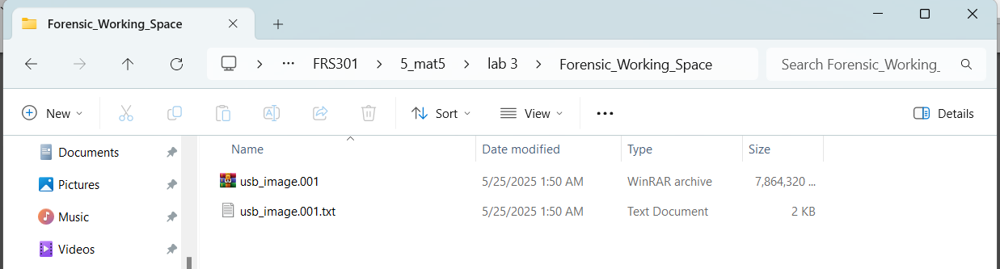 Forensic_Working_Space
··· FRS301 5_mat5 lab 3 Forensic_Working_Space Search Forensic_Working_
New Sort View ··· Details
Name Date modified Type Size
Documents
Pictures
Music
Videos
usb_image.001 5/25/2025 1:50 AM WinRAR archive 7,864,320 ...
usb_image.001.txt 5/25/2025 1:50 AM Text Document 2 KB